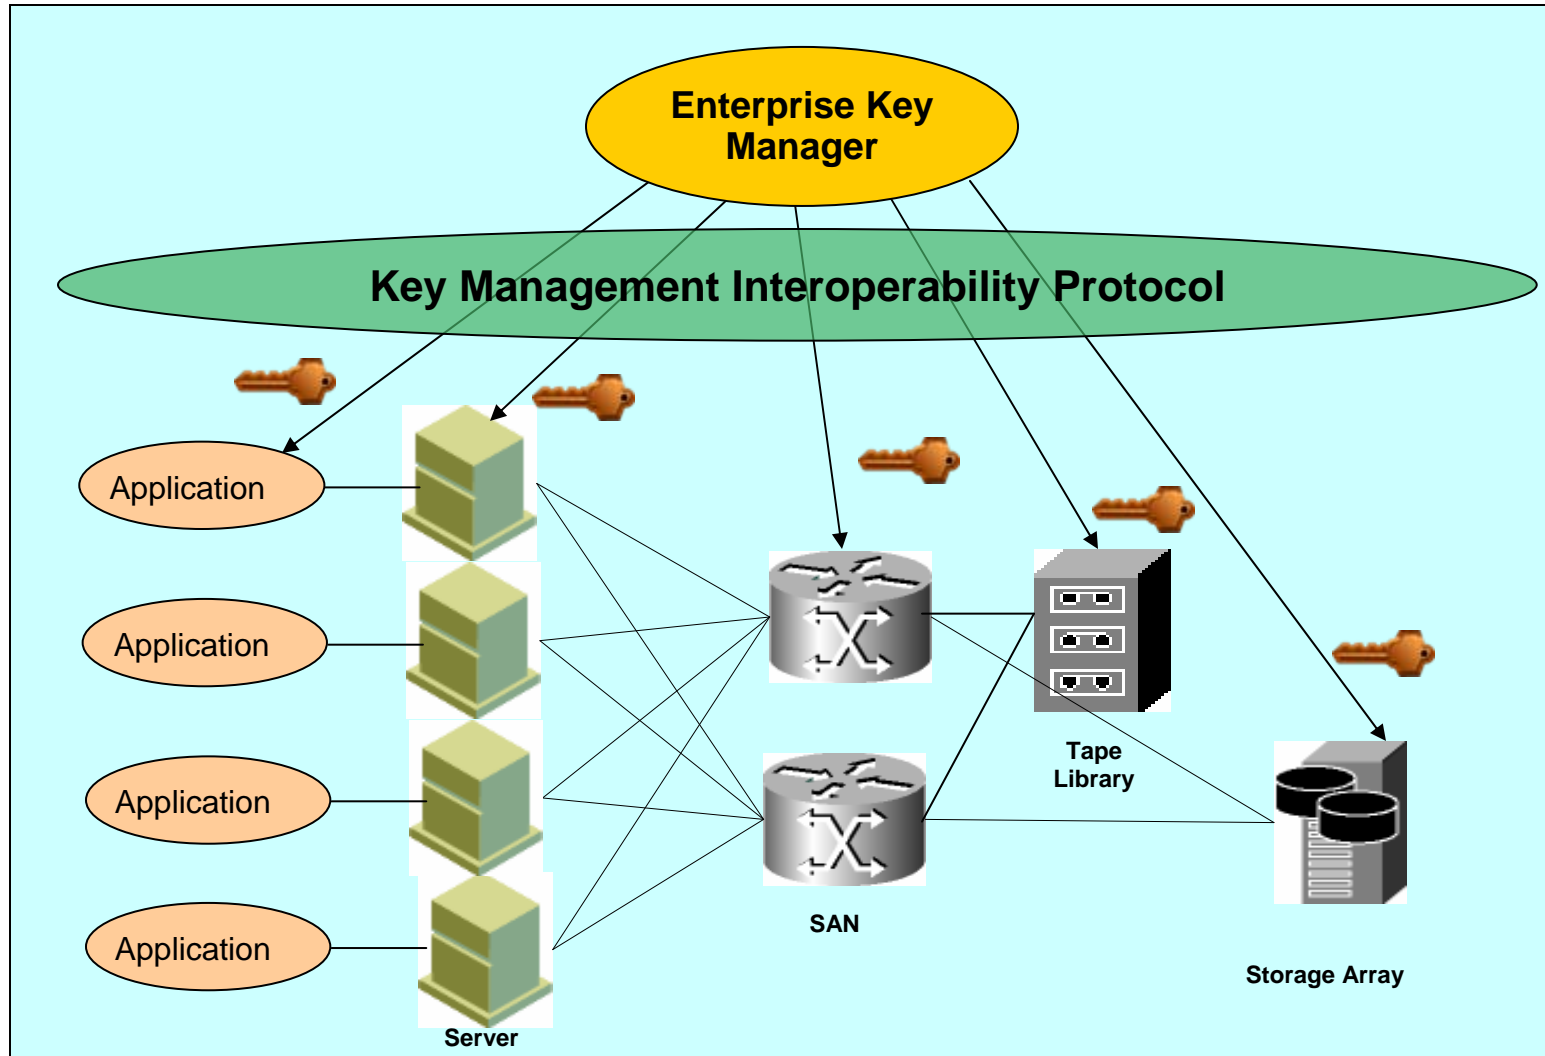 Enterprise Key
Manager
Key Management Interoperability Protocol
Application
Application
Application
Application
Server
SAN
Tape
Library
Storage Array